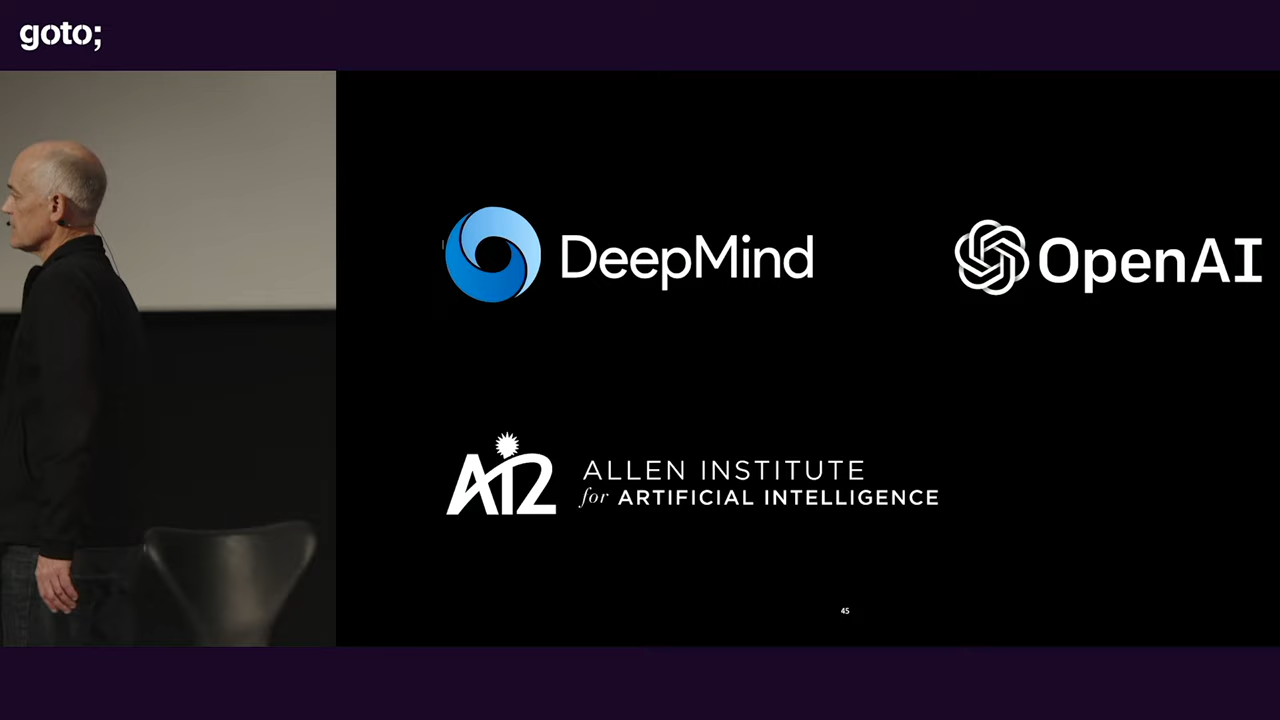 goto;
DeepMind
OpenAI
AI2
ALLEN INSTITUTE
for ARTIFICIAL INTELLIGENCE
45